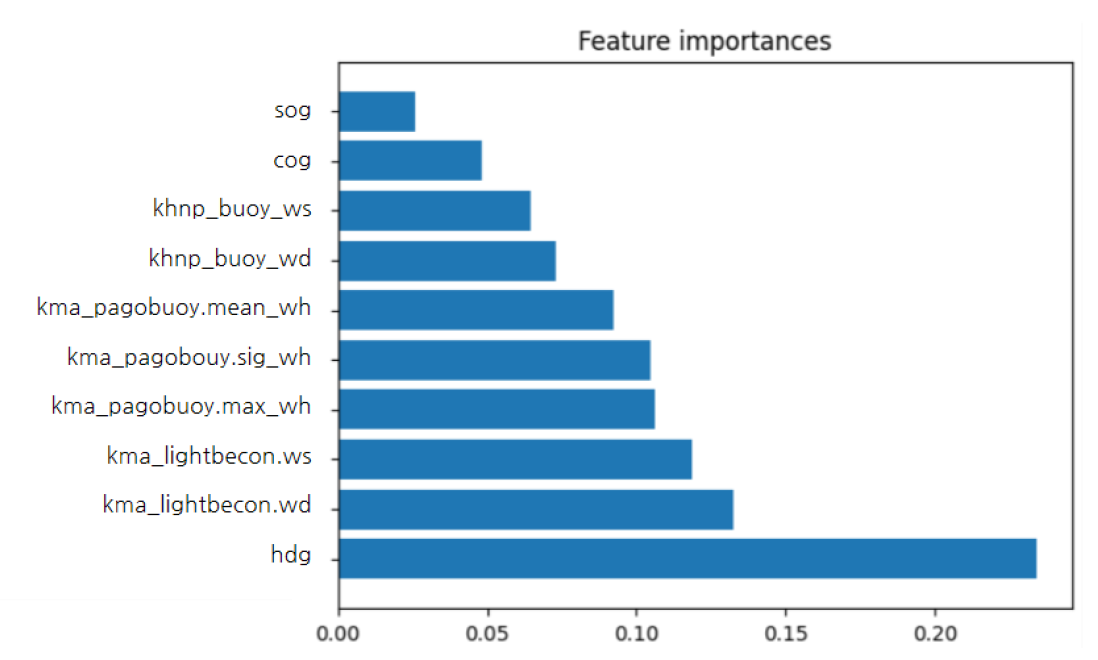 Feature importances
sog
cog
khnp_buoy_ws
khnp_buoy_wd
kma_pagobuoy.mean_wh
kma_pagobouy.sig_wh
kma_pagobuoy.max_wh
kma_lightbecon.ws
kma_lightbecon.wd
hdg
0.00 0.05 0.10 0.15 0.20